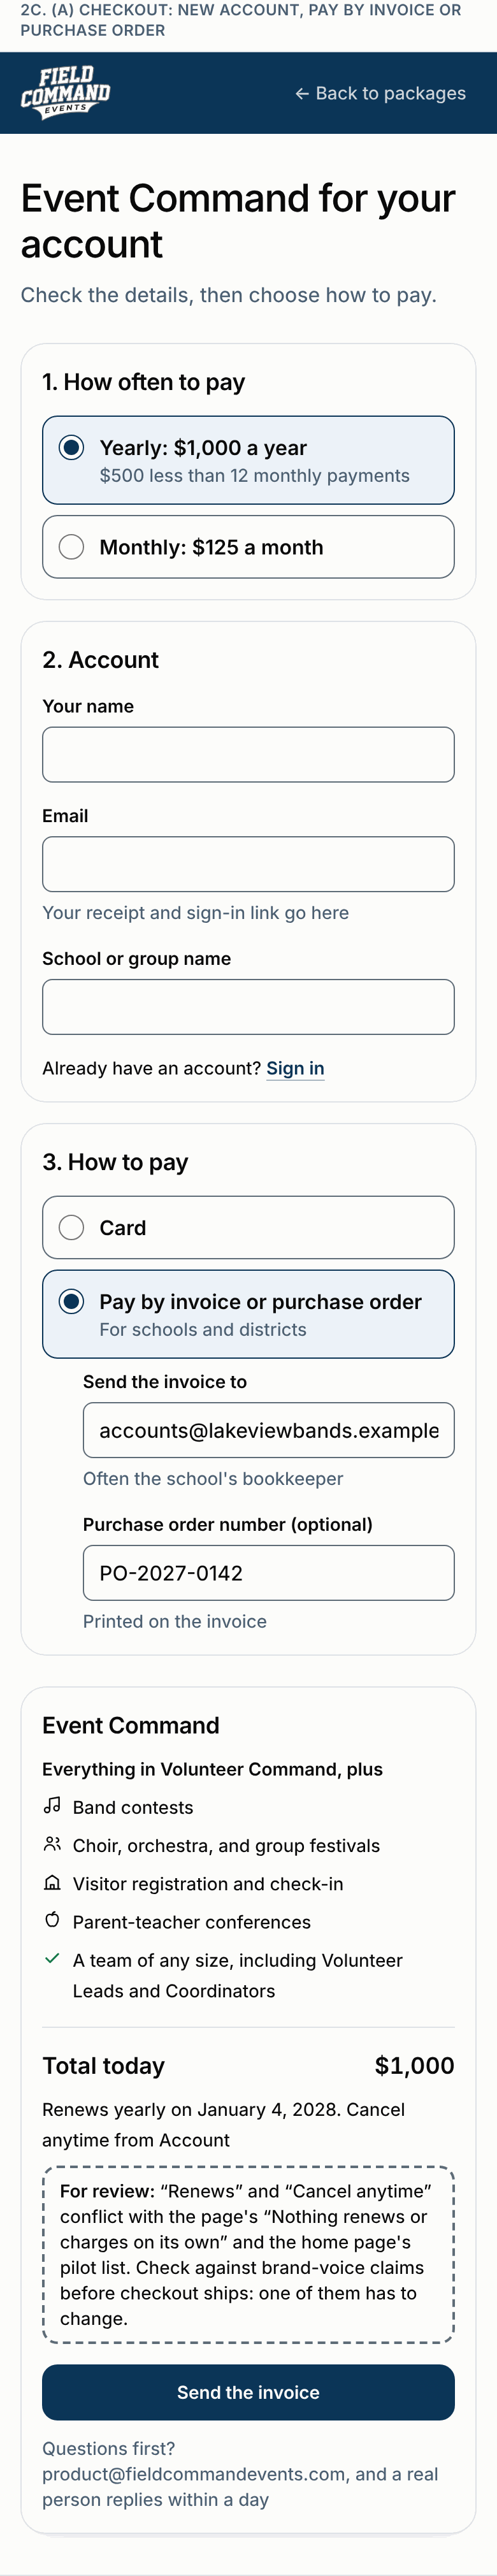 2C. (A) CHECKOUT: NEW ACCOUNT, PAY BY INVOICE OR
PURCHASE ORDER
FIELD
COMMAND
EVENTS
← Back to packages
Event Command for your
account
Check the details, then choose how to pay.
1. How often to pay
Yearly: $1,000 a year
$500 less than 12 monthly payments
Monthly: $125 a month
2. Account
Your name
Email
Your receipt and sign-in link go here
School or group name
Already have an account? Sign in
3. How to pay
Card
Pay by invoice or purchase order
For schools and districts
Send the invoice to
accounts@lakeviewbands.example
Often the school's bookkeeper
Purchase order number (optional)
PO-2027-0142
Printed on the invoice
Event Command
Everything in Volunteer Command, plus
Band contests
Choir, orchestra, and group festivals
Visitor registration and check-in
Parent-teacher conferences
A team of any size, including Volunteer
Leads and Coordinators
Total today $1,000
Renews yearly on January 4, 2028. Cancel
anytime from Account
For review: “Renews” and “Cancel anytime”
conflict with the page's “Nothing renews or
charges on its own” and the home page's
pilot list. Check against brand-voice claims
before checkout ships: one of them has to
change.
Send the invoice
Questions first?
product@fieldcommandevents.com, and a real
person replies within a day